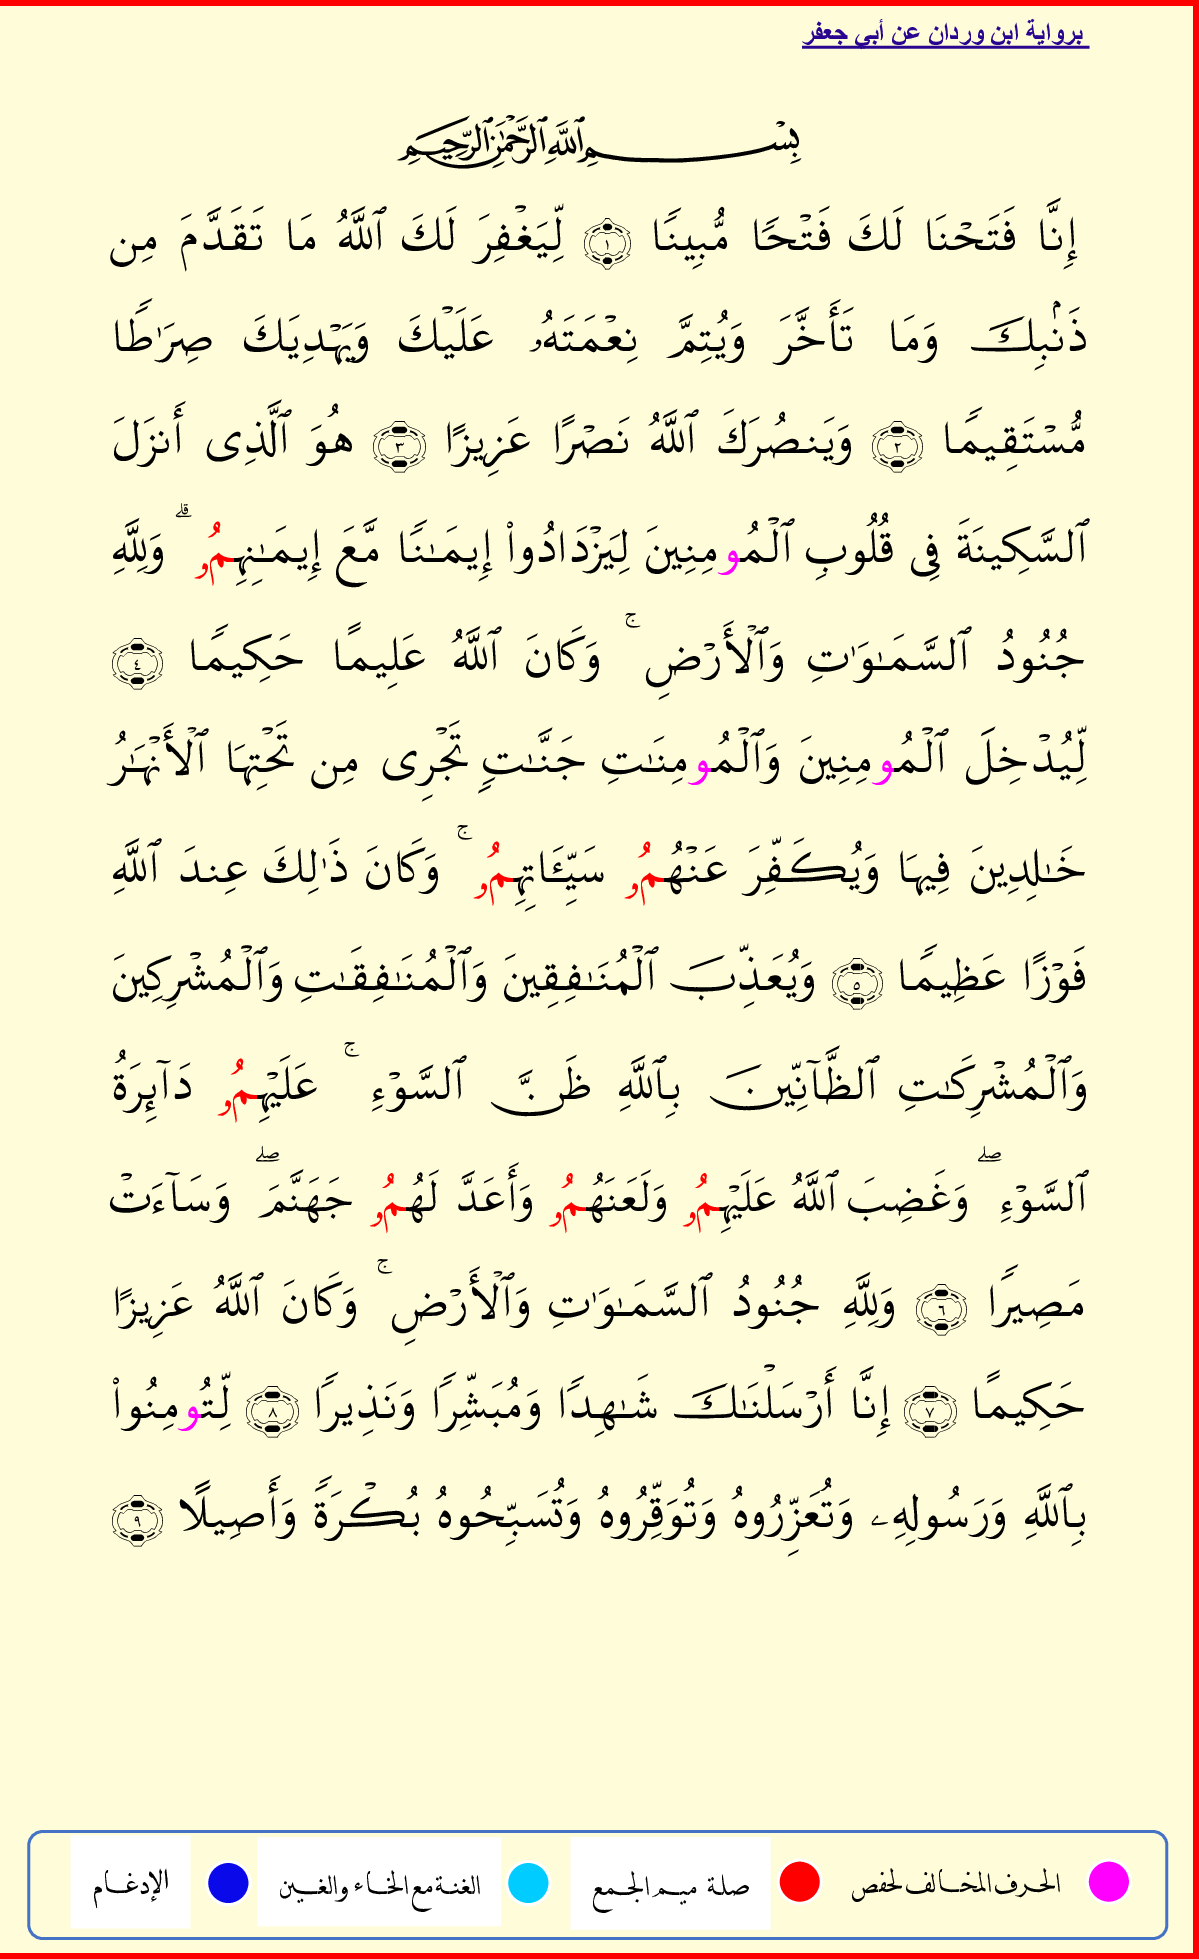 برواية ابن وردان عن أبي جعفر
بِسْمِ ٱللَّهِ ٱلرَّحْمَٰنِ ٱلرَّحِيمِ
إِنَّا فَتَحْنَا لَكَ فَتْحًا مُّبِينًا ١ لِّيَغْفِرَ لَكَ ٱللَّهُ مَا تَقَدَّمَ مِن
ذَنۢبِكَ وَمَا تَأَخَّرَ وَيُتِمَّ نِعْمَتَهُۥ عَلَيْكَ وَيَهْدِيَكَ صِرَٰطًا
مُّسْتَقِيمًا ٢ وَيَنصُرَكَ ٱللَّهُ نَصْرًا عَزِيزًا ٣ هُوَ ٱلَّذِى أَنزَلَ
ٱلسَّكِينَةَ فِى قُلُوبِ ٱلْمُومِنِينَ لِيَزْدَادُوا۟ إِيمَـٰنًا مَّعَ إِيمَـٰنِهِمُۥ ۗ وَلِلَّهِ
جُنُودُ ٱلسَّمَـٰوَٰتِ وَٱلْأَرْضِ ۚ وَكَانَ ٱللَّهُ عَلِيمًا حَكِيمًا ٤
لِّيُدْخِلَ ٱلْمُومِنِينَ وَٱلْمُومِنَـٰتِ جَنَّـٰتٍ تَجْرِى مِن تَحْتِهَا ٱلْأَنْهَـٰرُ
خَـٰلِدِينَ فِيهَا وَيُكَفِّرَ عَنْهُمُۥ سَيِّـَٔاتِهِمُۥ ۚ وَكَانَ ذَٰلِكَ عِندَ ٱللَّهِ
فَوْزًا عَظِيمًا ٥ وَيُعَذِّبَ ٱلْمُنَـٰفِقِينَ وَٱلْمُنَـٰفِقَـٰتِ وَٱلْمُشْرِكِينَ
وَٱلْمُشْرِكَـٰتِ ٱلظَّآنِّينَ بِٱللَّهِ ظَنَّ ٱلسَّوْءِ ۚ عَلَيْهِمُۥ دَآئِرَةُ
ٱلسَّوْءِ ۖ وَغَضِبَ ٱللَّهُ عَلَيْهِمُۥ وَلَعَنَهُمُۥ وَأَعَدَّ لَهُمُۥ جَهَنَّمَ ۖ وَسَآءَتْ
مَصِيرًا ٦ وَلِلَّهِ جُنُودُ ٱلسَّمَـٰوَٰتِ وَٱلْأَرْضِ ۚ وَكَانَ ٱللَّهُ عَزِيزًا
حَكِيمًا ٧ إِنَّا أَرْسَلْنَـٰكَ شَـٰهِدًا وَمُبَشِّرًا وَنَذِيرًا ٨ لِّتُومِنُوا۟
بِٱللَّهِ وَرَسُولِهِۦ وَتُعَزِّرُوهُ وَتُوَقِّرُوهُ وَتُسَبِّحُوهُ بُكْرَةً وَأَصِيلًا ٩
الحرف المخالف لحفص صلة ميم الجمع الغنة مع الخاء والغين الإدغام